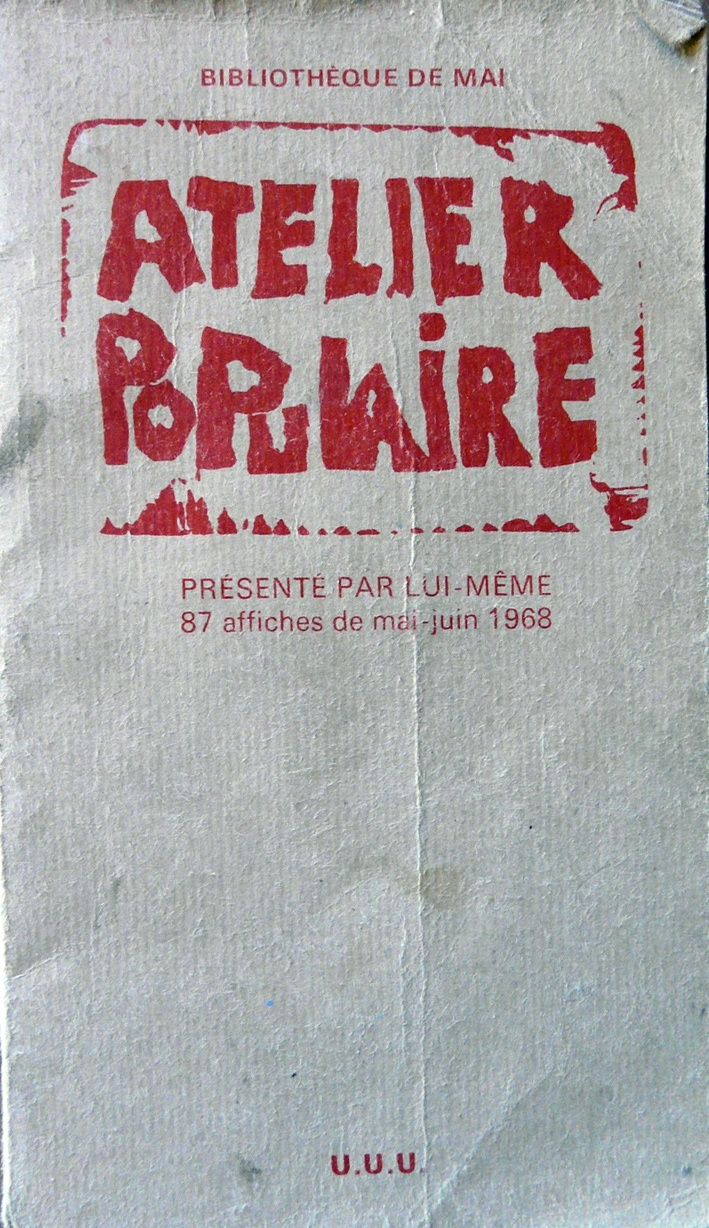 BIBLIOTHÈQUE DE MAI
ATELIER
POPULAIRE
PRÉSENTÉ PAR LUI-MÊME
87 affiches de mai-juin 1968
U.U.U.